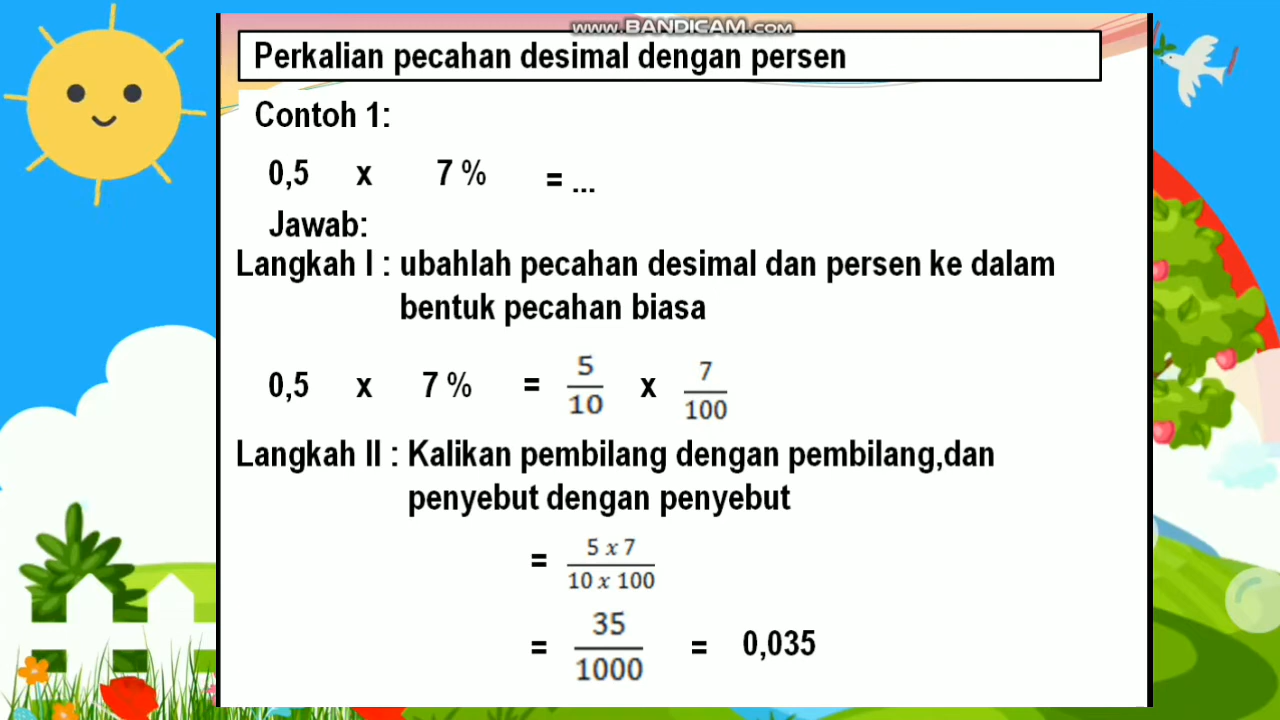 www.BANDICAM.com
Perkalian pecahan desimal dengan persen
Contoh 1:
0,5 x 7 % = ...
Jawab:
Langkah I : ubahlah pecahan desimal dan persen ke dalam
bentuk pecahan biasa
0,5 x 7 % = 5/10 x 7/100
Langkah II : Kalikan pembilang dengan pembilang,dan
penyebut dengan penyebut
= 5 x 7 / 10 x 100
= 35/1000 = 0,035